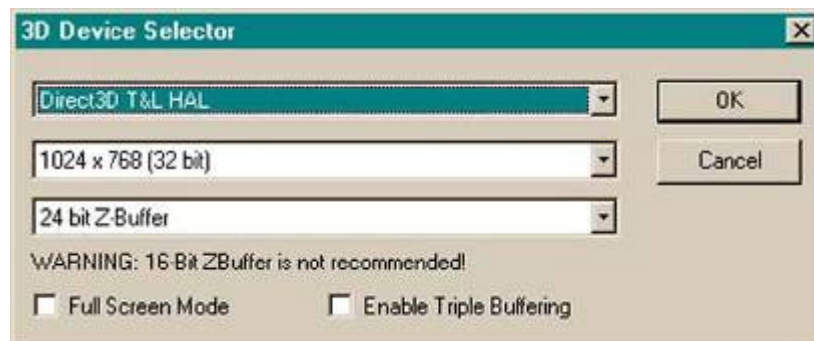 3D Device Selector
Direct3D T&L HAL
OK
1024 x 768 (32 bit)
Cancel
24 bit Z-Buffer
WARNING: 16-Bit ZBuffer is not recommended!
Full Screen Mode
Enable Triple Buffering